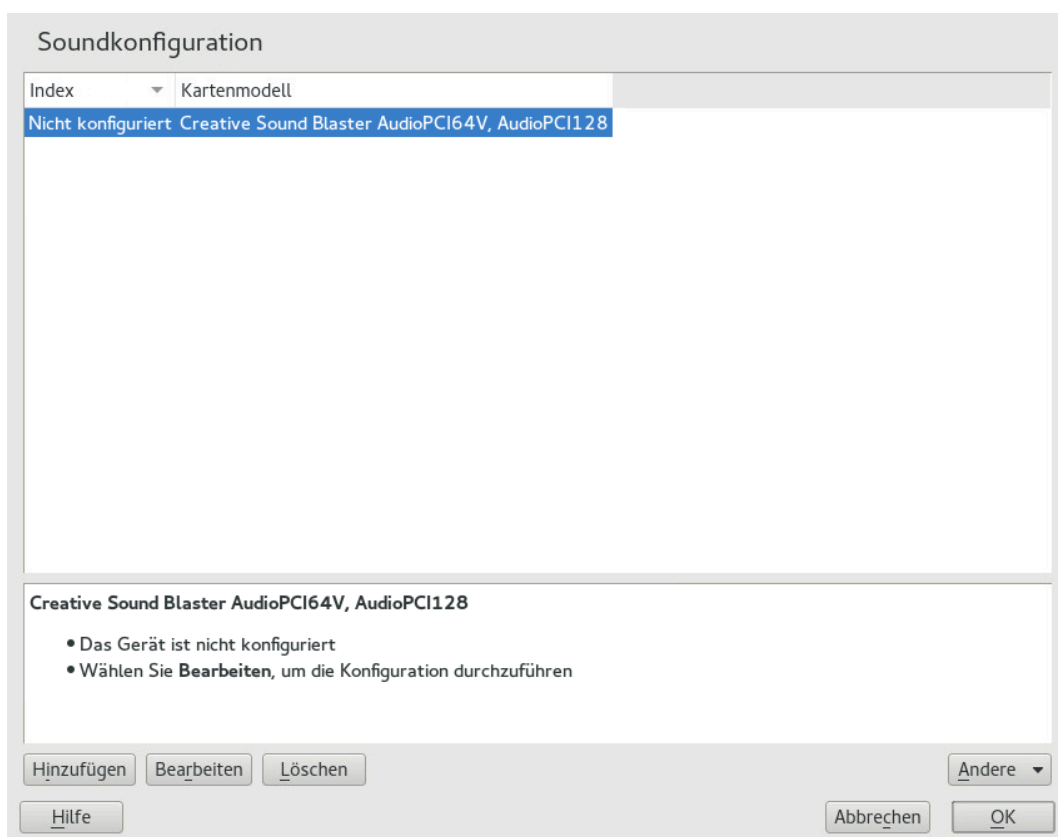 Soundkonfiguration
Index Kartenmodell
Nicht konfiguriert Creative Sound Blaster AudioPCI64V, AudioPCI128
Creative Sound Blaster AudioPCI64V, AudioPCI128
• Das Gerät ist nicht konfiguriert
• Wählen Sie Bearbeiten, um die Konfiguration durchzuführen
Hinzufügen Bearbeiten Löschen Andere
Hilfe Abbrechen OK